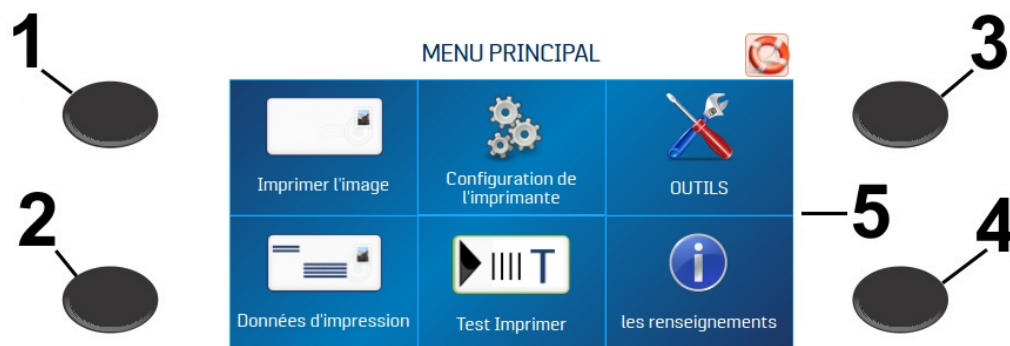 1
3
MENU PRINCIPAL
Imprimer l'image
Configuration de
l'imprimante
OUTILS
2
5
4
Données d'impression
IIII T
Test Imprimer
i
les renseignements